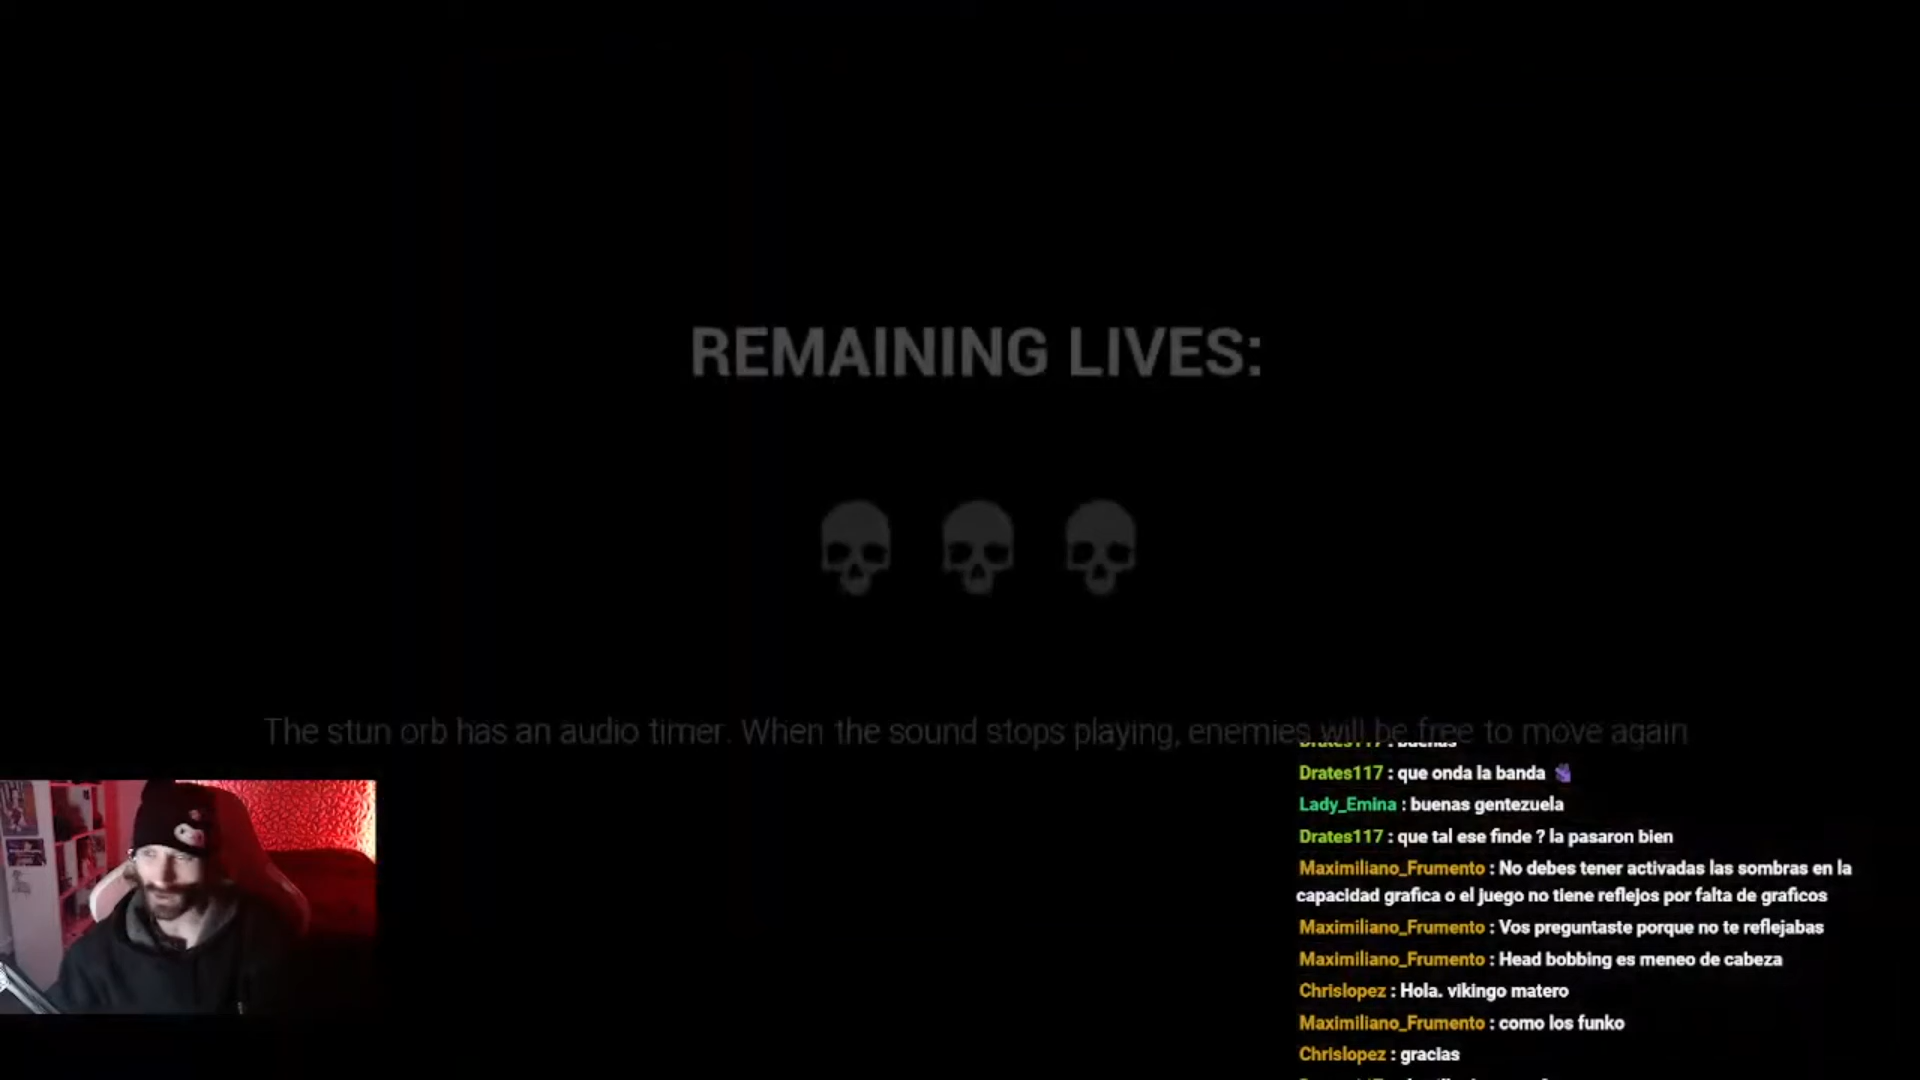 REMAINING LIVES:
The stun orb has an audio timer. When the sound stops playing, enemies will be free to move again
Drates117 : buenas
Drates117 : que onda la banda
Lady_Emina : buenas gentezuela
Drates117 : que tal ese finde ? la pasaron bien
Maximiliano_Frumento : No debes tener activadas las sombras en la
capacidad grafica o el juego no tiene reflejos por falta de graficos
Maximiliano_Frumento : Vos preguntaste porque no te reflejabas
Maximiliano_Frumento : Head bobbing es meneo de cabeza
Chrislopez : Hola. vikingo matero
Maximiliano_Frumento : como los funko
Chrislopez : gracias